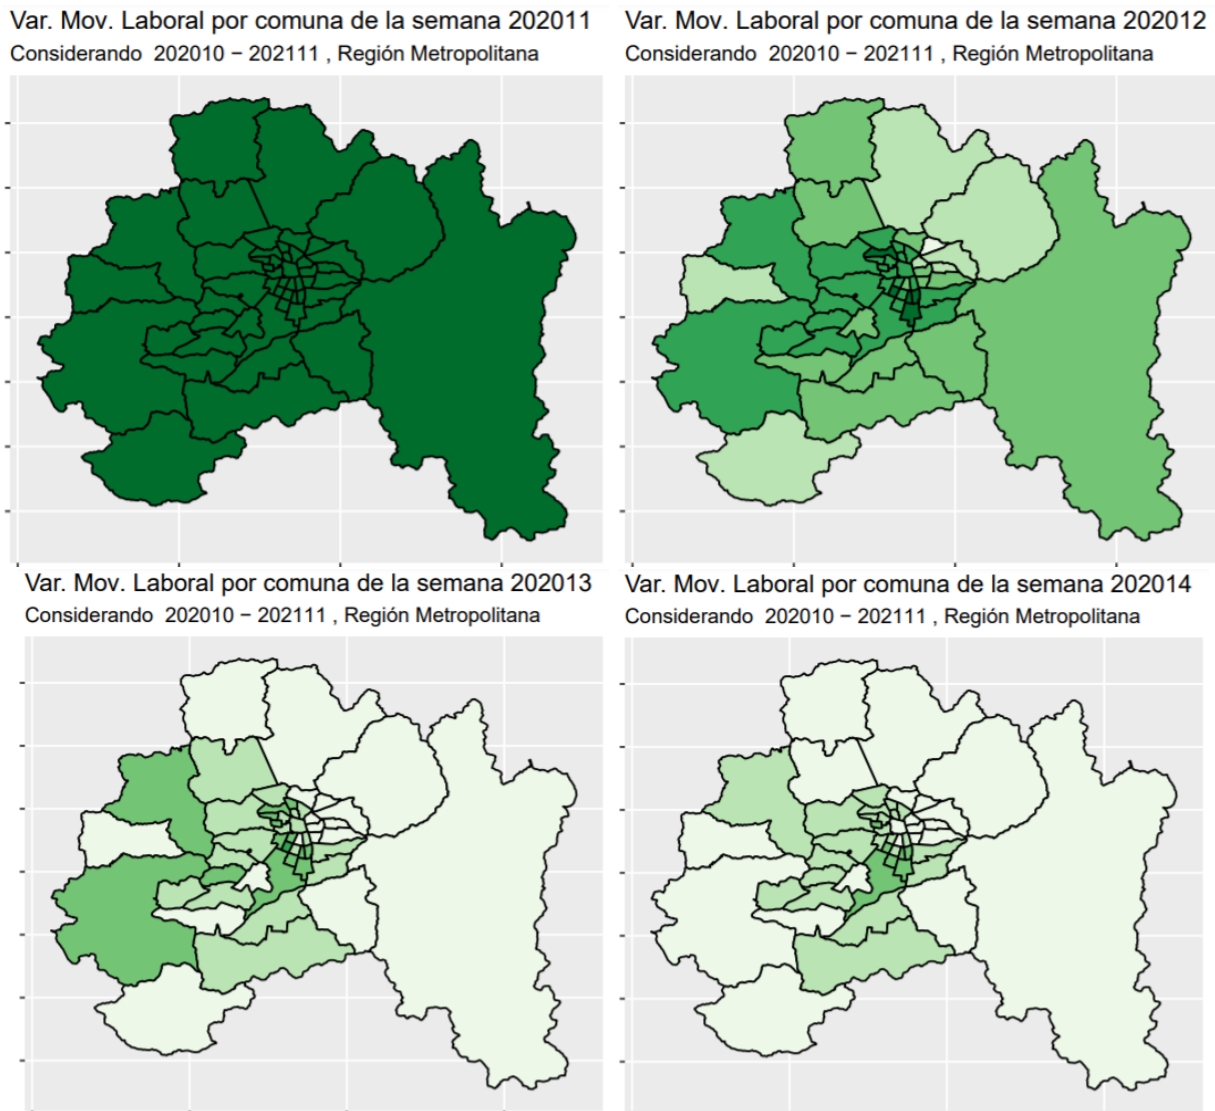 Var. Mov. Laboral por comuna de la semana 202011
Considerando 202010 − 202111 , Región Metropolitana
Var. Mov. Laboral por comuna de la semana 202012
Considerando 202010 − 202111 , Región Metropolitana
Var. Mov. Laboral por comuna de la semana 202013
Considerando 202010 − 202111 , Región Metropolitana
Var. Mov. Laboral por comuna de la semana 202014
Considerando 202010 − 202111 , Región Metropolitana